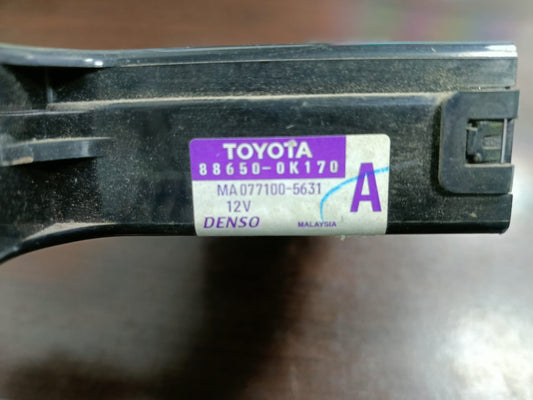 TOYOTA
88650-0K170
MA077100-5631
12V
DENSO MALAYSIA
A